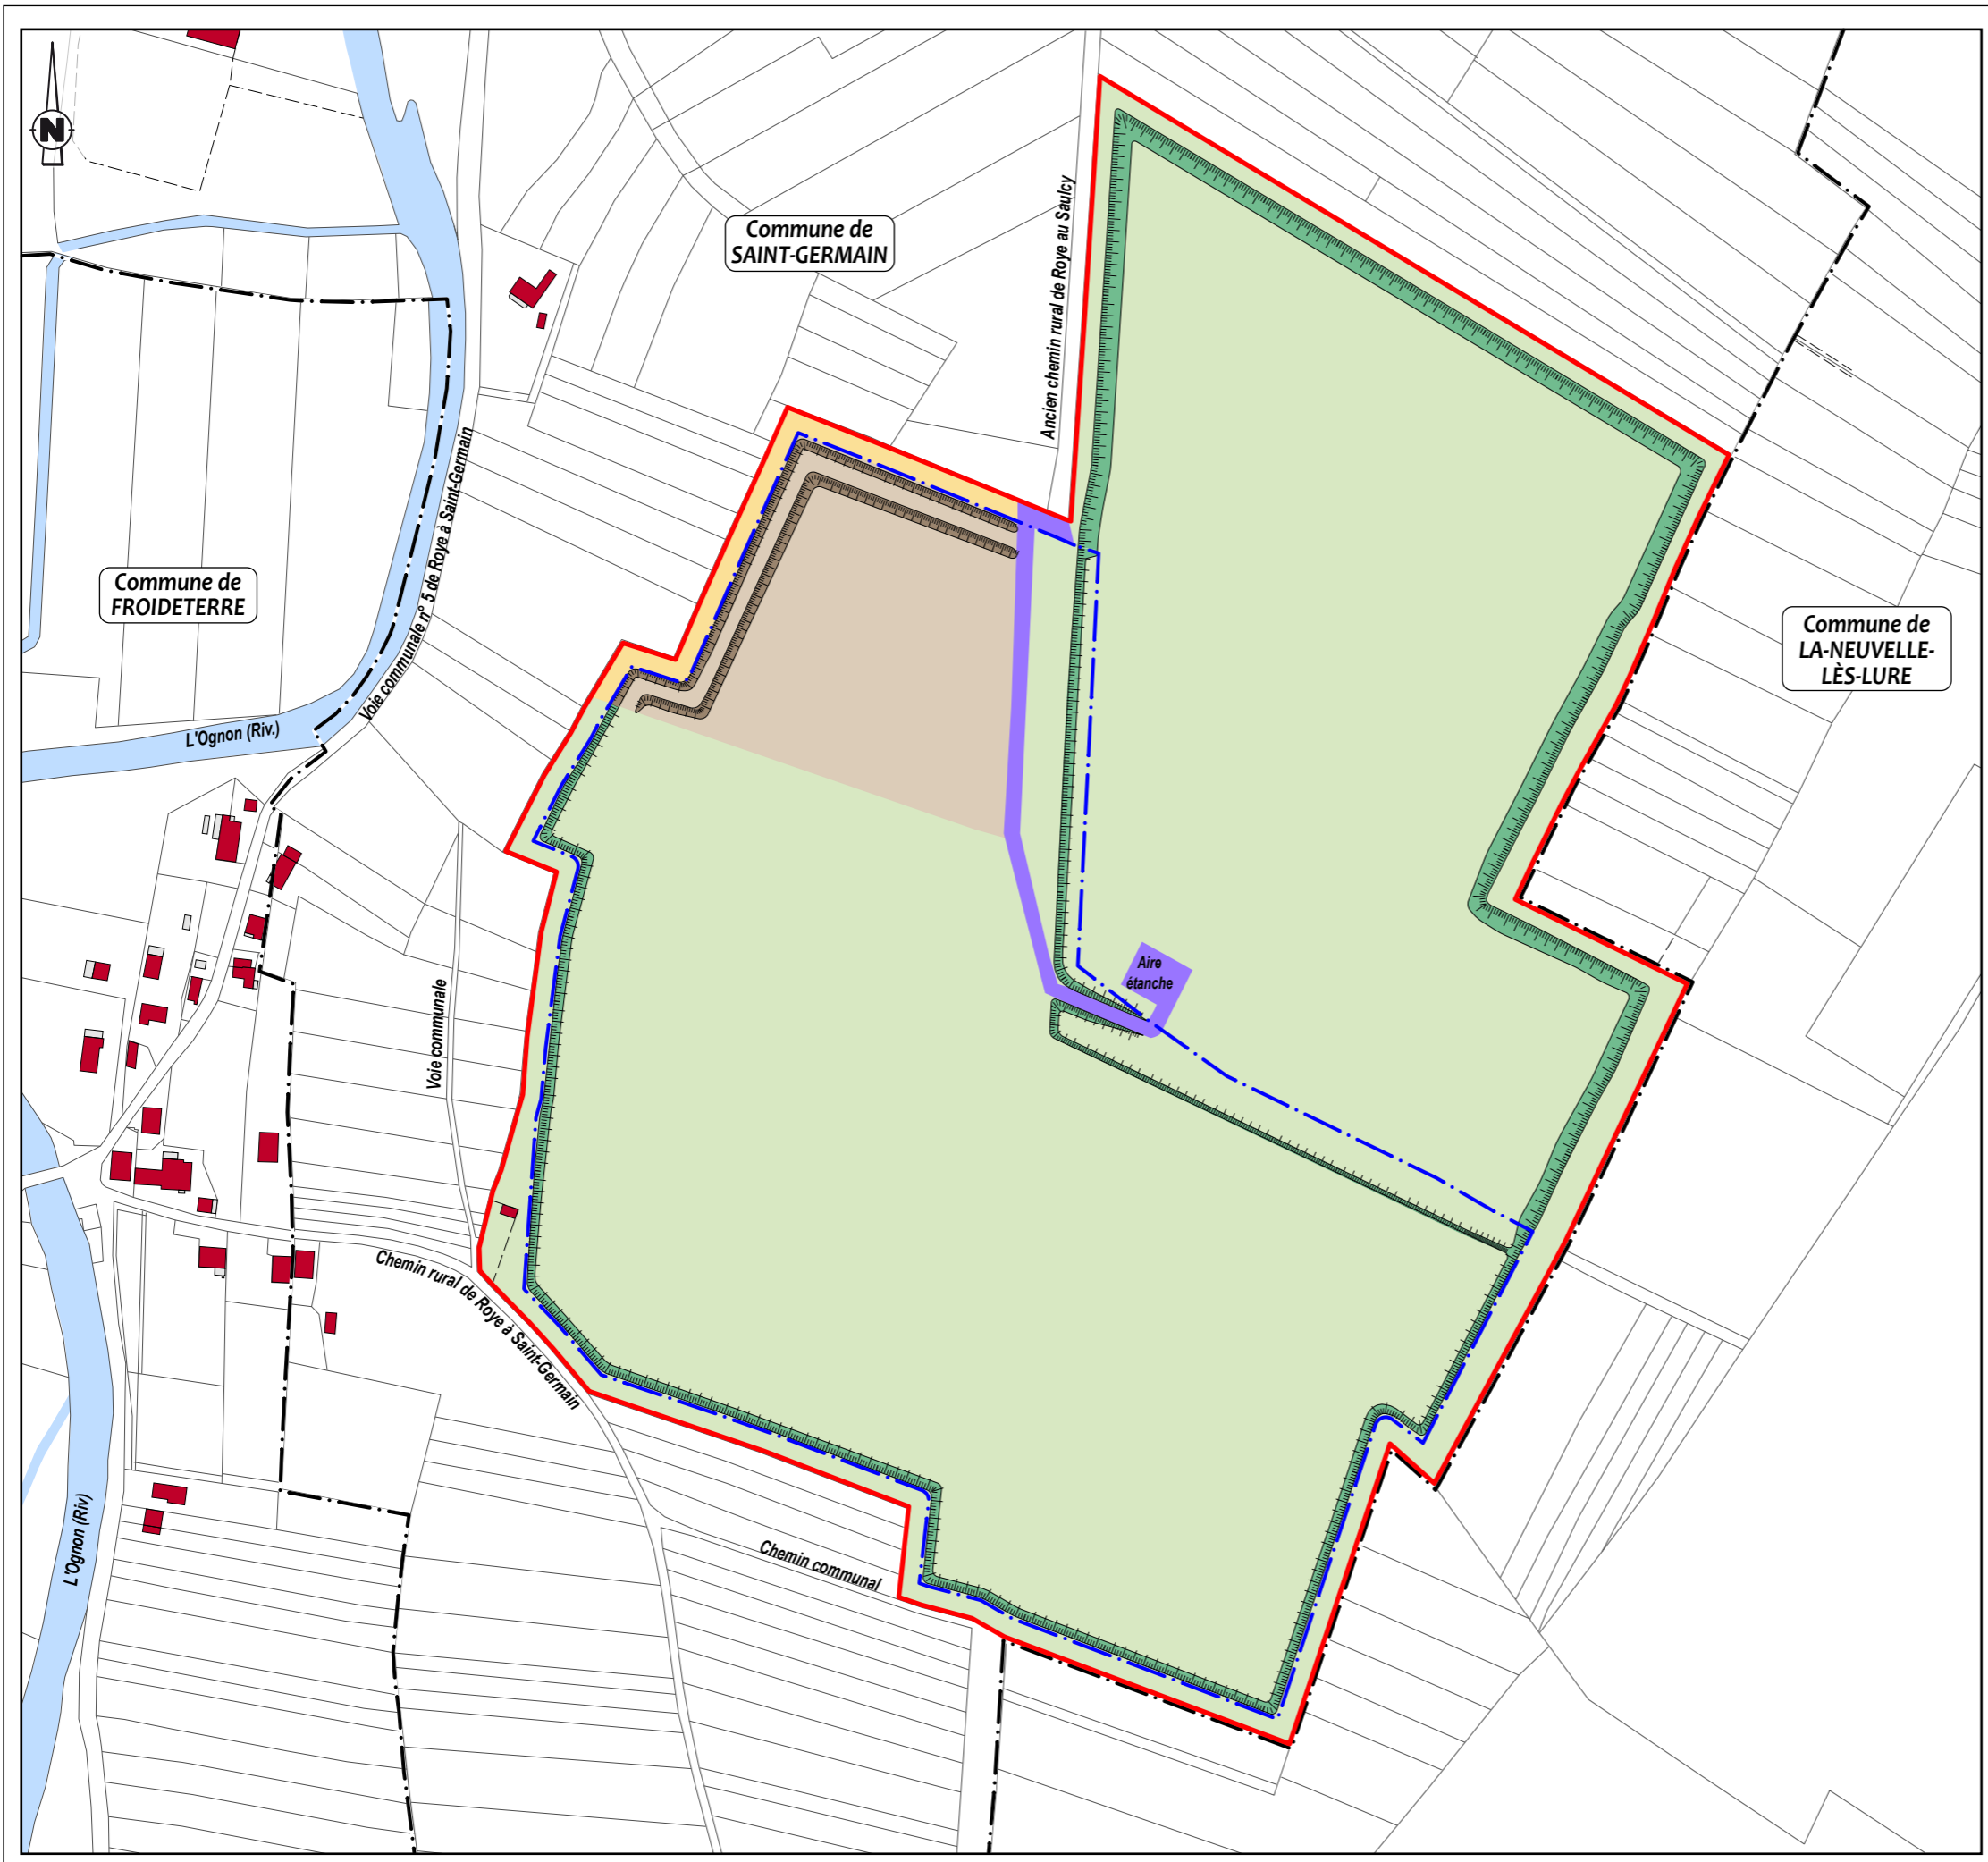 N
Commune de
SAINT-GERMAIN
Ancien chemin rural de Roye au Saulcy
Commune de
FROIDETERRE
Voie communale n° 5 de Roye à Saint-Germain
Commune de
LA-NEUVELLE-
LÈS-LURE
L'Ognon (Riv.)
Aire
étanche
Voie communale
Chemin rural de Roye à Saint-Germain
L'Ognon (Riv)
Chemin communal